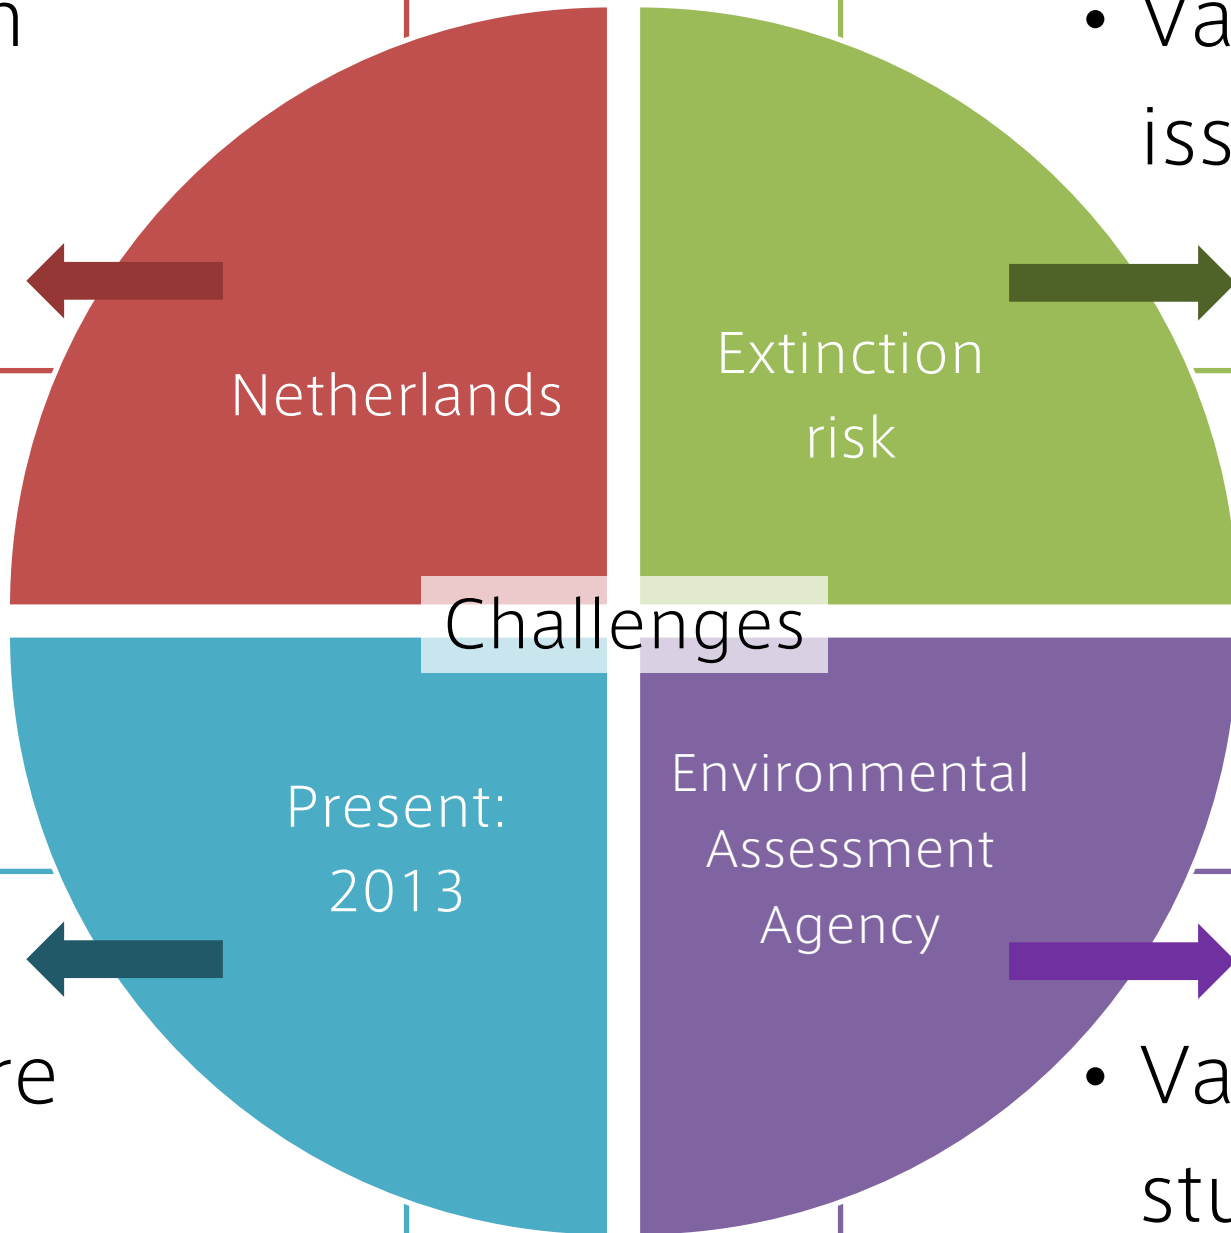 Netherlands
Extinction
risk
Challenges
Present:
2013
Environmental
Assessment
Agency